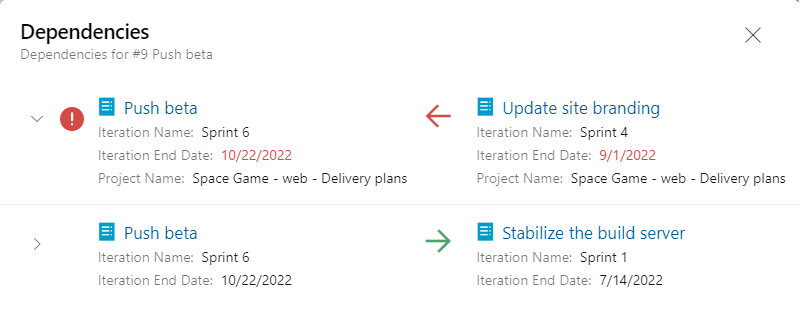 Dependencies
Dependencies for #9 Push beta
Push beta
Iteration Name: Sprint 6
Iteration End Date: 10/22/2022
Project Name: Space Game - web - Delivery plans
Update site branding
Iteration Name: Sprint 4
Iteration End Date: 9/1/2022
Project Name: Space Game - web - Delivery plans
Push beta
Iteration Name: Sprint 6
Iteration End Date: 10/22/2022
Stabilize the build server
Iteration Name: Sprint 1
Iteration End Date: 7/14/2022